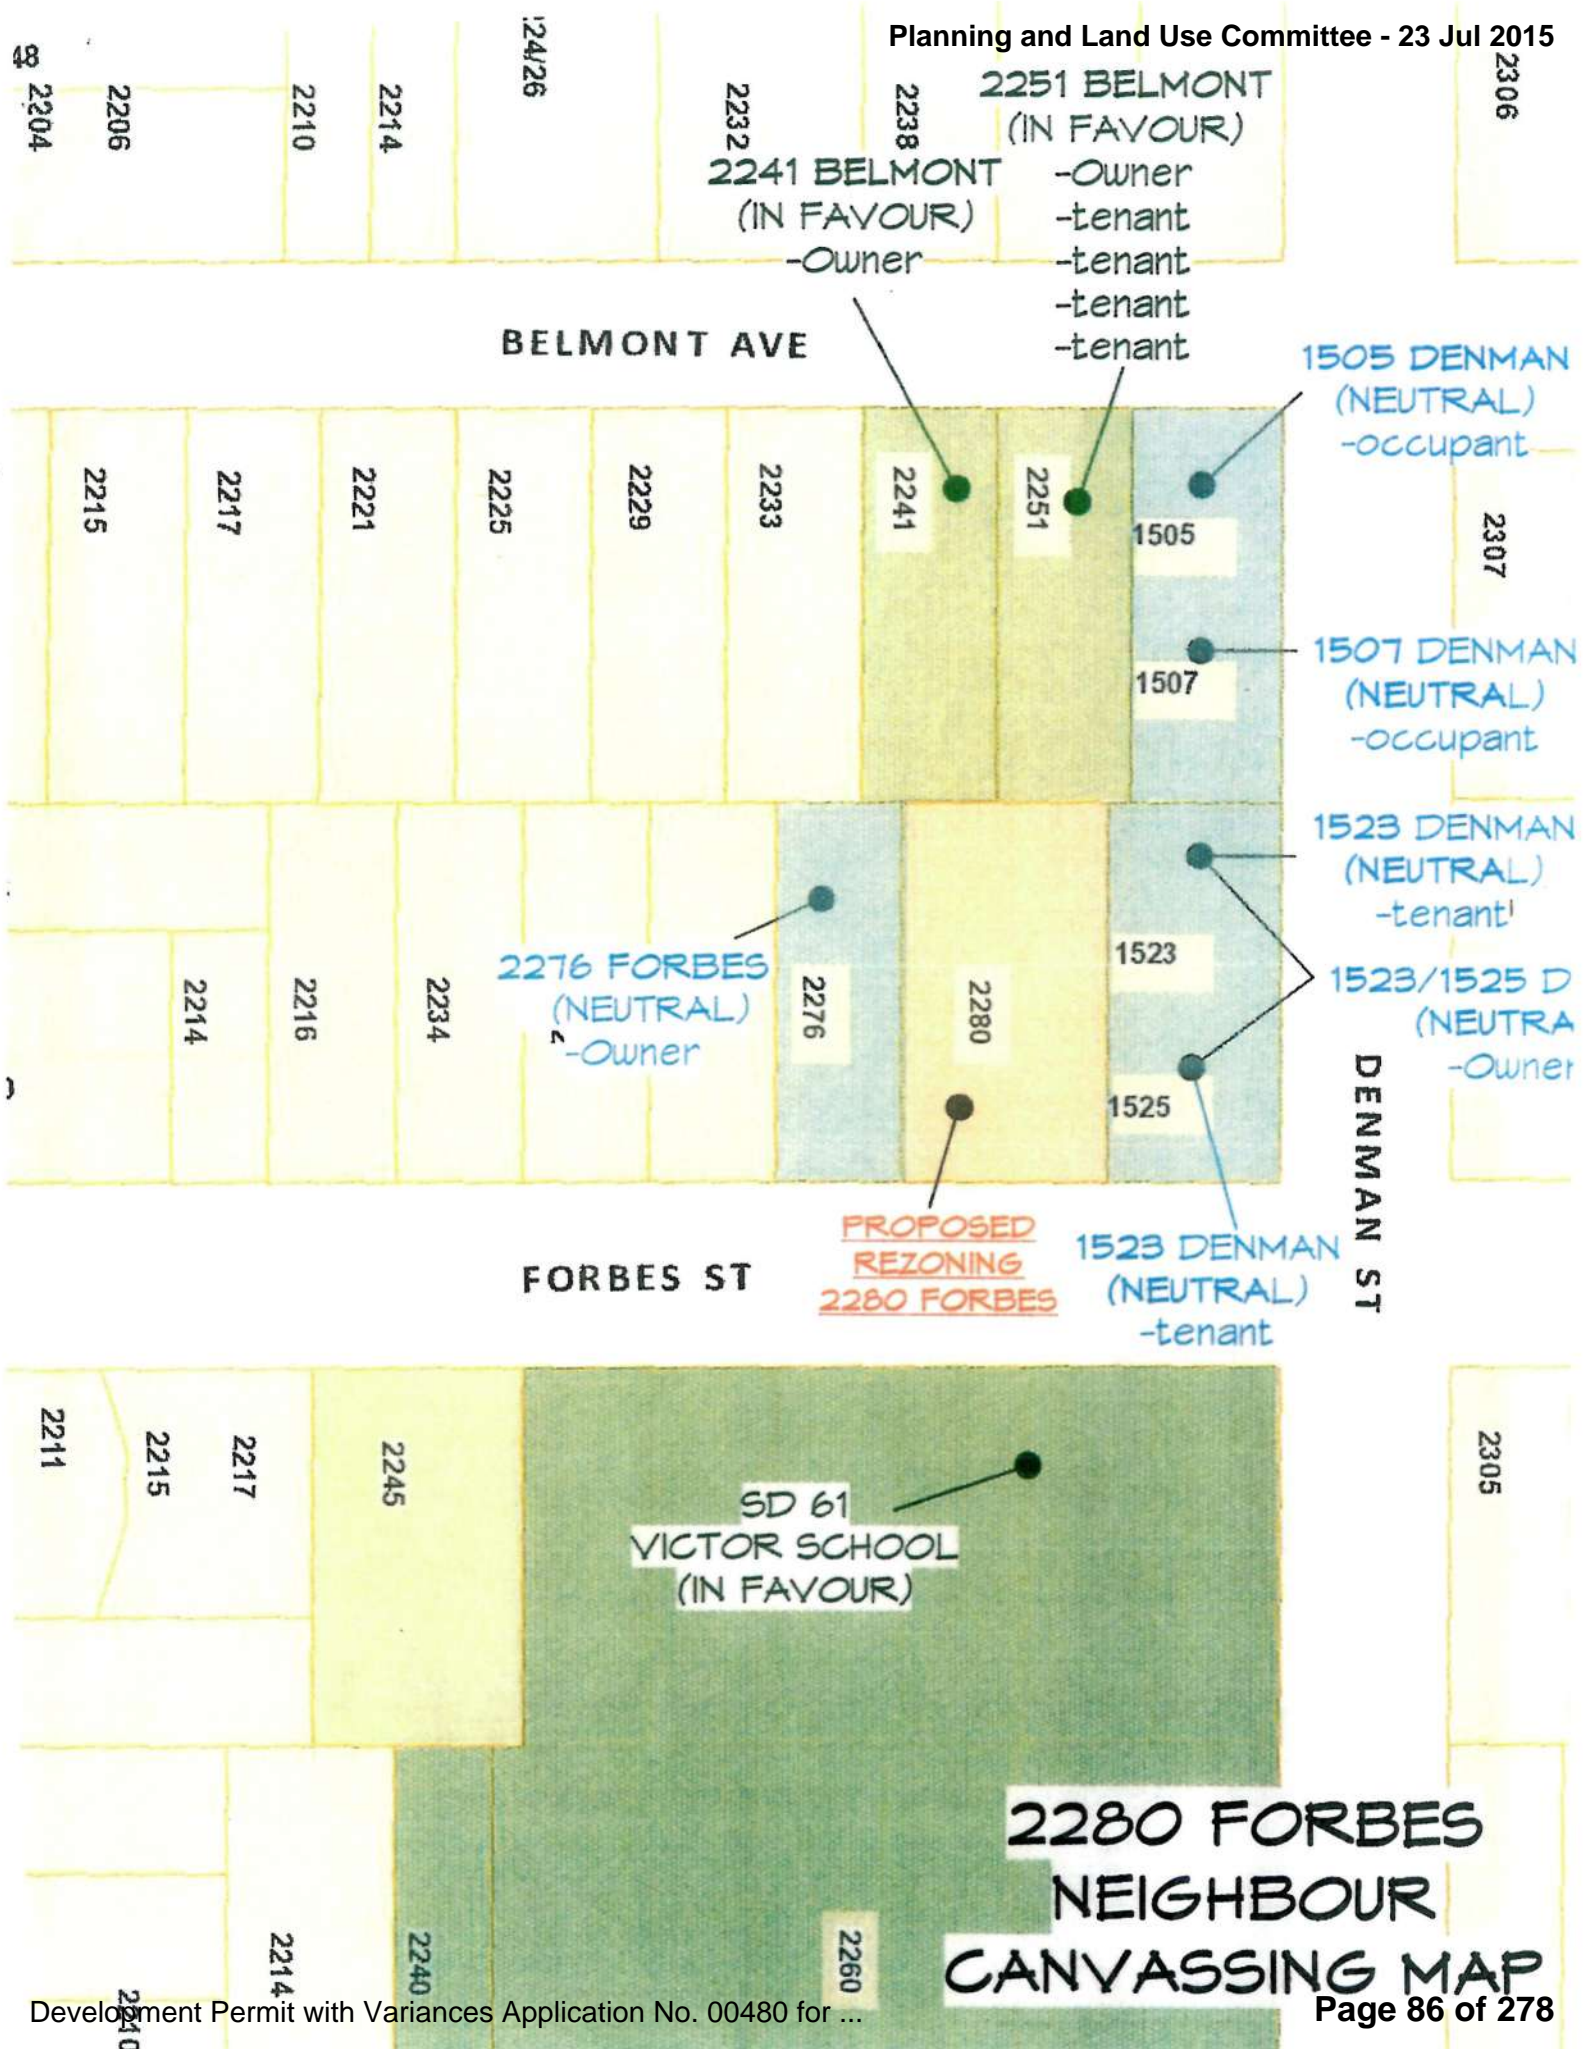 Planning and Land Use Committee - 23 Jul 2015
48
2204
2206
2210
2214
2232
2238
2306
2251 BELMONT
(IN FAVOUR)
-Owner
-tenant
-tenant
-tenant
-tenant
2241 BELMONT
(IN FAVOUR)
-Owner
BELMONT AVE
1505 DENMAN
(NEUTRAL)
-occupant
2215
2217
2221
2225
2229
2233
2241
2251
1505
2307
1507 DENMAN
(NEUTRAL)
-occupant
1507
1523 DENMAN
(NEUTRAL)
-tenant
1523/1525 D
(NEUTRA
-Owner
2214
2216
2234
2276 FORBES
(NEUTRAL)
-Owner
2276
2280
1523
1525
DENMAN ST
PROPOSED
REZONING
2280 FORBES
1523 DENMAN
(NEUTRAL)
-tenant
FORBES ST
2211
2215
2217
2245
2305
SD 61
VICTOR SCHOOL
(IN FAVOUR)
2280 FORBES
NEIGHBOUR
CANVASSING MAP
2214
2240
2260
Development Permit with Variances Application No. 00480 for ...
Page 86 of 278